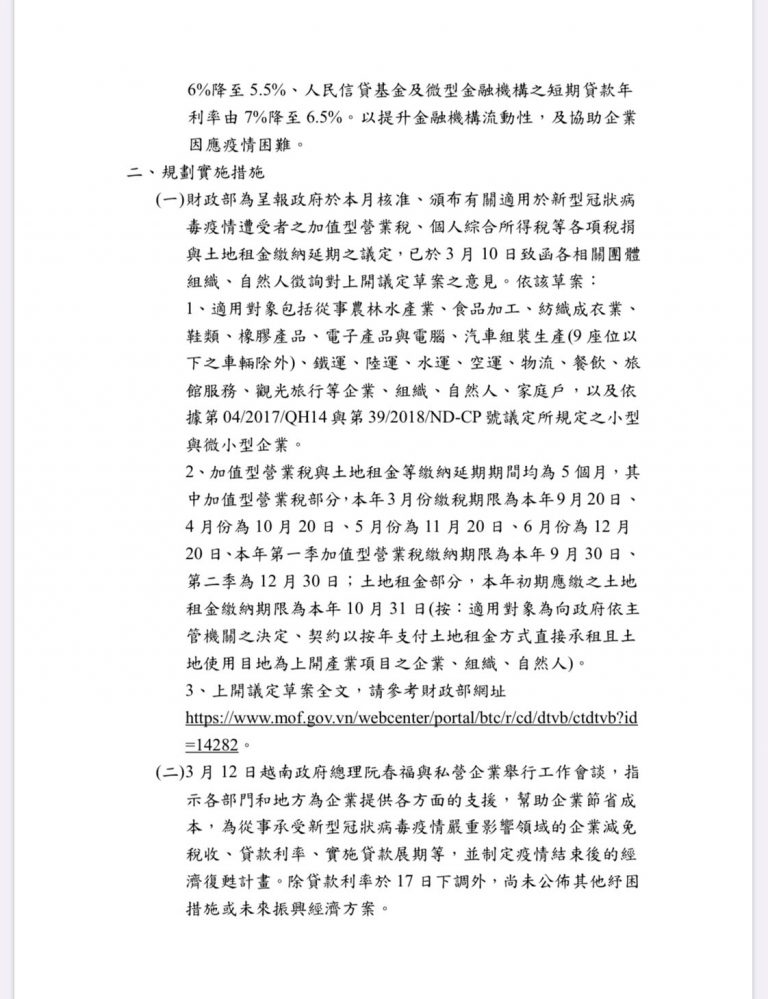 6%降至 5.5%、人民信貸基金及微型金融機構之短期貸款年
利率由 7%降至 6.5%。以提升金融機構流動性，及協助企業
因應疫情困難。
二、規劃實施措施
(一)財政部為呈報政府於本月核准、頒布有關適用於新型冠狀病
毒疫情遭受者之加值型營業稅、個人綜合所得稅等各項稅捐
與土地租金繳納延期之議定，已於 3 月 10 日致函各相關團體
組織、自然人徵詢對上開議定草案之意見。依該草案：
1、適用對象包括從事農林水產業、食品加工、紡織成衣業、
鞋類、橡膠產品、電子產品與電腦、汽車組裝生產(9 座位以
下之車輛除外)、鐵運、陸運、水運、空運、物流、餐飲、旅
館服務、觀光旅行等企業、組織、自然人、家庭戶，以及依
據第 04/2017/QH14 與第 39/2018/ND-CP 號議定所規定之小型
與微小型企業。
2、加值型營業稅與土地租金等繳納延期期間均為 5 個月，其
中加值型營業稅部分，本年 3 月份繳稅期限為本年 9 月 20 日、
4 月份為 10 月 20 日、5 月份為 11 月 20 日、6 月份為 12 月
20 日、本年第一季加值型營業稅繳納期限為本年 9 月 30 日、
第二季為 12 月 30 日；土地租金部分，本年初期應繳之土地
租金繳納期限為本年 10 月 31 日(按：適用對象為向政府依主
管機關之決定、契約以按年支付土地租金方式直接承租且土
地使用目地為上開產業項目之企業、組織、自然人)。
3、上開議定草案全文，請參考財政部網址
https://www.mof.gov.vn/webcenter/portal/btc/r/cd/dtvb/ctdtvb?id
=14282。
(二)3 月 12 日越南政府總理阮春福與私營企業舉行工作會談，指
示各部門和地方為企業提供各方面的支援，幫助企業節省成
本，為從事承受新型冠狀病毒疫情嚴重影響領域的企業減免
稅收、貸款利率、實施貸款展期等，並制定疫情結束後的經
濟復甦計畫。除貸款利率於 17 日下調外，尚未公佈其他紓困
措施或未來振興經濟方案。